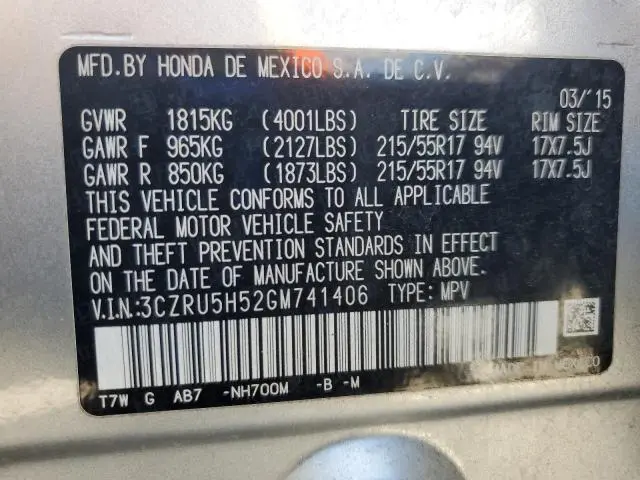 MFD.BY HONDA DE MEXICO S.A. DE C.V.
03/'15
GVWR 1815KG (4001LBS) TIRE SIZE RIM SIZE
GAWR F 965KG (2127LBS) 215/55R17 94V 17X7.5J
GAWR R 850KG (1873LBS) 215/55R17 94V 17X7.5J
THIS VEHICLE CONFORMS TO ALL APPLICABLE
FEDERAL MOTOR VEHICLE SAFETY
AND THEFT PREVENTION STANDARDS IN EFFECT
ON THE DATE OF MANUFACTURE SHOWN ABOVE.
V.I.N:3CZRU5H52GM741406 TYPE: MPV
T7W G AB7 -NH700M -B -M
MADE IN MEXICO